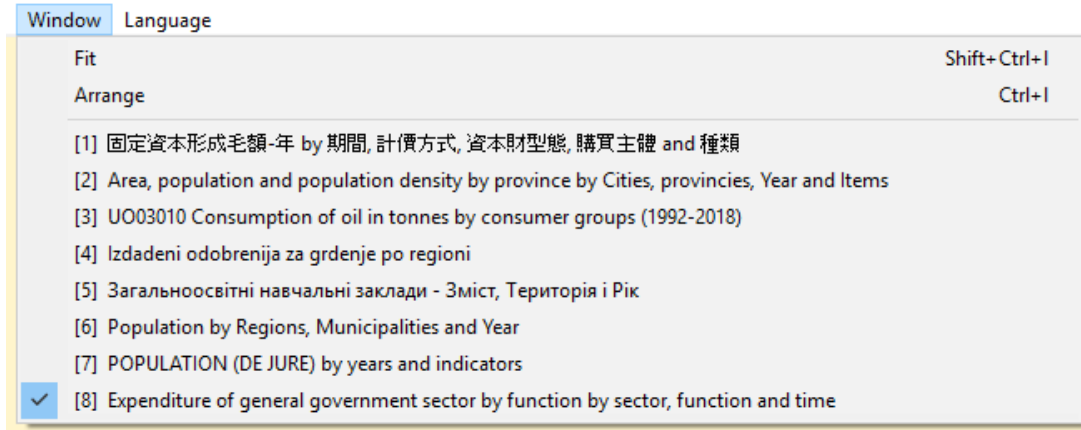 Window Language
Fit Shift+Ctrl+I
Arrange Ctrl+I
[1] 固定資本形成毛額-年 by 期間, 計價方式, 資本財型態, 購買主體 and 種類
[2] Area, population and population density by province by Cities, provincies, Year and Items
[3] UO03010 Consumption of oil in tonnes by consumer groups (1992-2018)
[4] Izdadeni odobrenija za grdenje po regioni
[5] Загальноосвітні навчальні заклади - Зміст, Територія і Рік
[6] Population by Regions, Municipalities and Year
[7] POPULATION (DE JURE) by years and indicators
[8] Expenditure of general government sector by function by sector, function and time